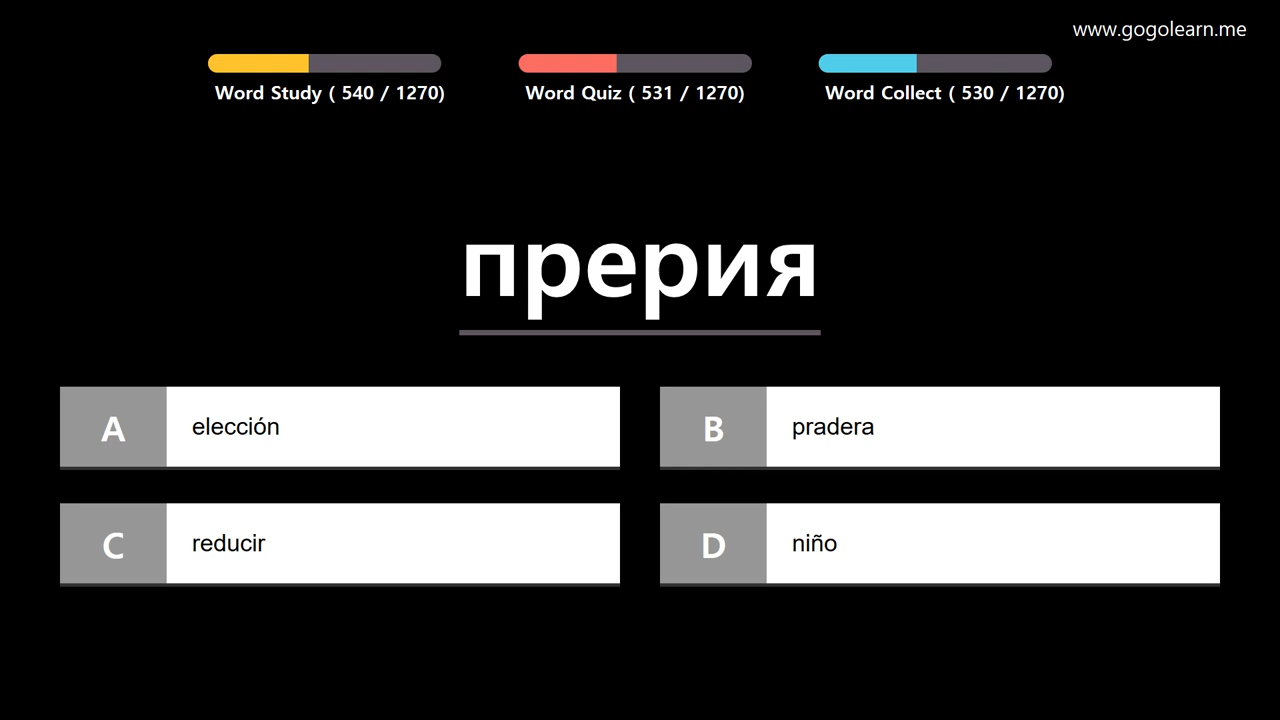 www.gogolearn.me
Word Study ( 540 / 1270)
Word Quiz ( 531 / 1270)
Word Collect ( 530 / 1270)
прерия
A elección
B pradera
C reducir
D niño